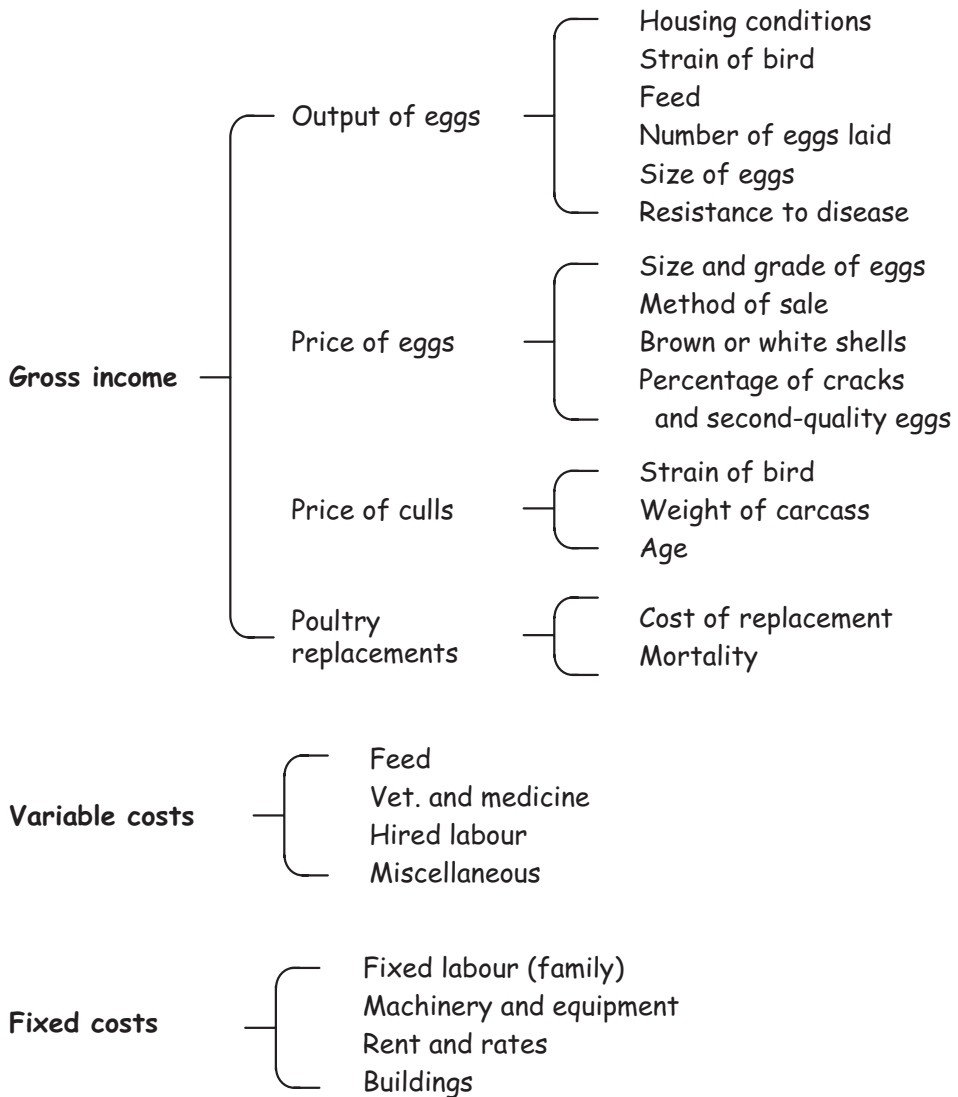 Housing conditions
Strain of bird
Output of eggs
Feed
Number of eggs laid
Size of eggs
Resistance to disease
Size and grade of eggs
Method of sale
Price of eggs
Brown or white shells
Gross income
Percentage of cracks
and second-quality eggs
Strain of bird
Price of culls
Weight of carcass
Age
Poultry
replacements
Cost of replacement
Mortality
Feed
Variable costs
Vet. and medicine
Hired labour
Miscellaneous
Fixed labour (family)
Fixed costs
Machinery and equipment
Rent and rates
Buildings